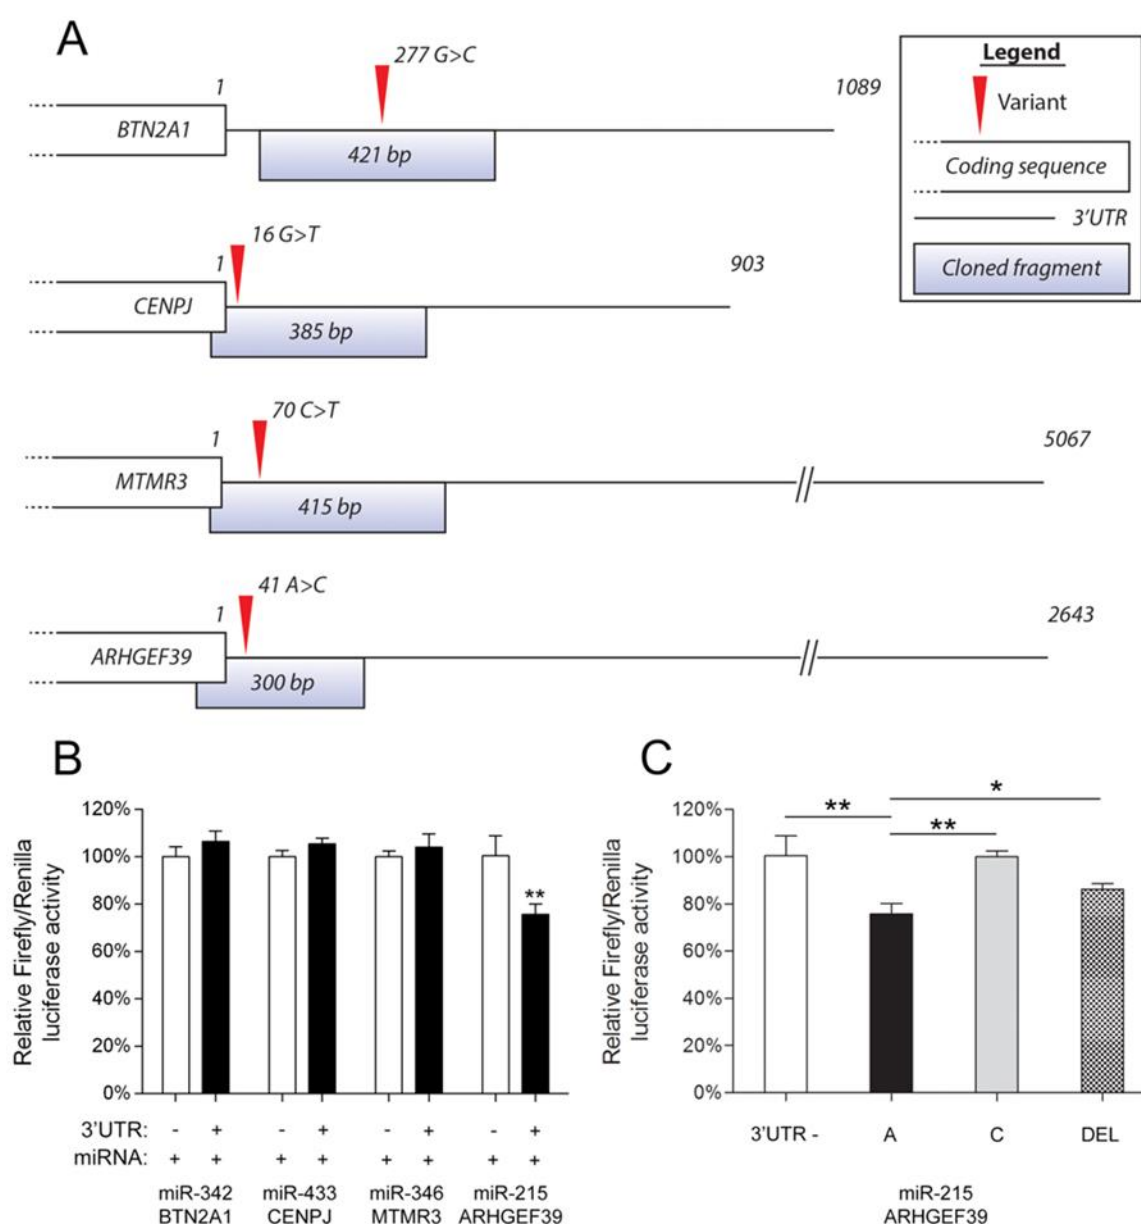 A
277 G>C
1
1089
BTN2A1
421 bp
16 G>T
1
903
CENPJ
385 bp
70 C>T
1
5067
MTMR3
415 bp
41 A>C
1
2643
ARHGEF39
300 bp
Legend
Variant
Coding sequence
3'UTR
Cloned fragment
B
Relative Firefly/Renilla
luciferase activity
120%
100%
80%
60%
40%
20%
0%
**
3'UTR: - + - + - + - +
miRNA: + + + + + + + +
miR-342 miR-433 miR-346 miR-215
BTN2A1 CENPJ MTMR3 ARHGEF39
C
Relative Firefly/Renilla
luciferase activity
120%
100%
80%
60%
40%
20%
0%
*
**
**
3'UTR - A C DEL
miR-215
ARHGEF39